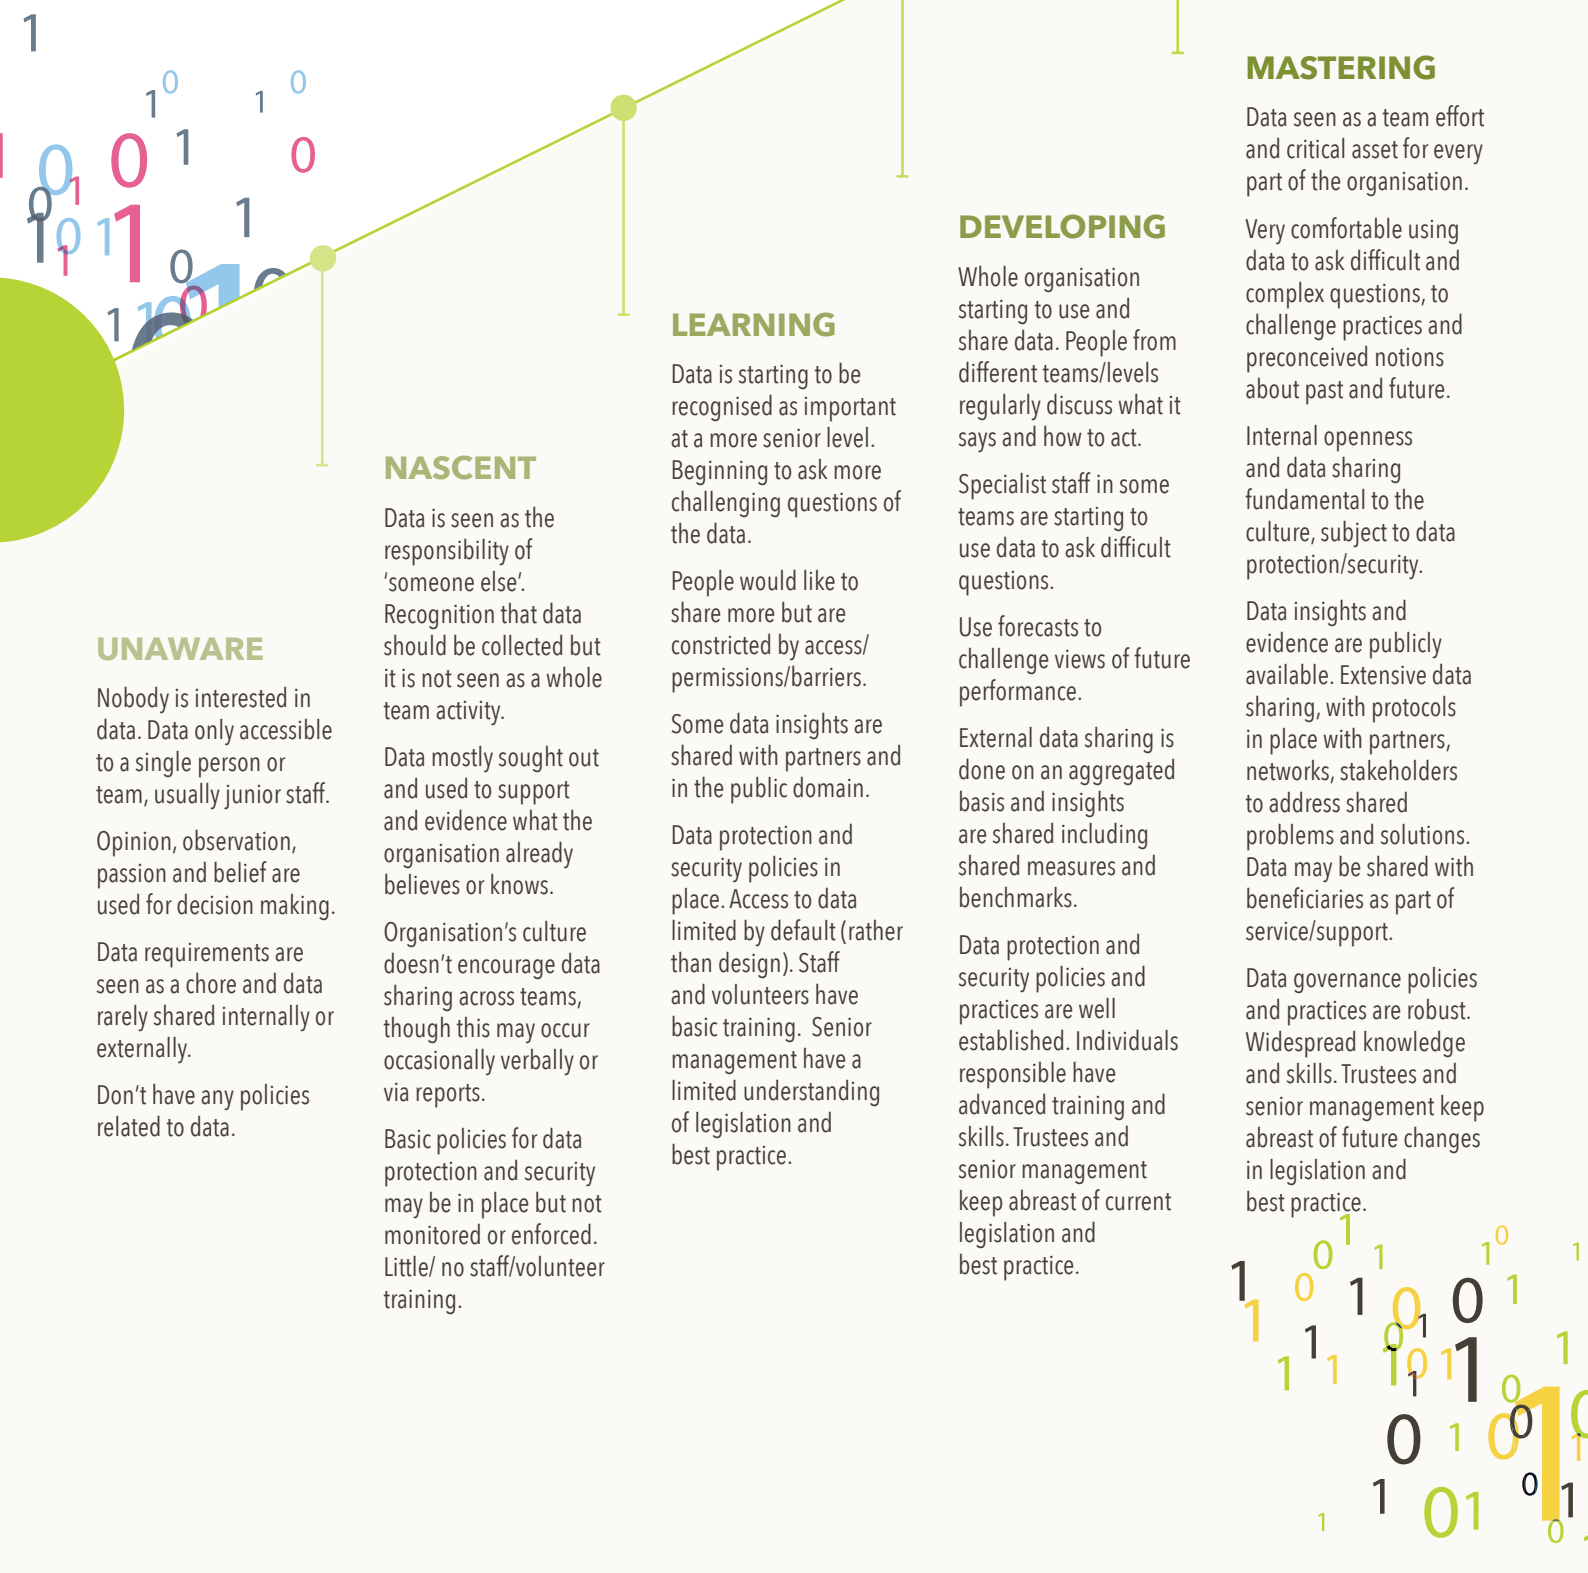 UNAWARE
Nobody is interested in
data. Data only accessible
to a single person or
team, usually junior staff.
Opinion, observation,
passion and belief are
used for decision making.
Data requirements are
seen as a chore and data
rarely shared internally or
externally.
Don’t have any policies
related to data.
NASCENT
Data is seen as the
responsibility of
‘someone else’.
Recognition that data
should be collected but
it is not seen as a whole
team activity.
Data mostly sought out
and used to support
and evidence what the
organisation already
believes or knows.
Organisation’s culture
doesn’t encourage data
sharing across teams,
though this may occur
occasionally verbally or
via reports.
Basic policies for data
protection and security
may be in place but not
monitored or enforced.
Little/ no staff/volunteer
training.
LEARNING
Data is starting to be
recognised as important
at a more senior level.
Beginning to ask more
challenging questions of
the data.
People would like to
share more but are
constricted by access/
permissions/barriers.
Some data insights are
shared with partners and
in the public domain.
Data protection and
security policies in
place. Access to data
limited by default (rather
than design). Staff
and volunteers have
basic training. Senior
management have a
limited understanding
of legislation and
best practice.
DEVELOPING
Whole organisation
starting to use and
share data. People from
different teams/levels
regularly discuss what it
says and how to act.
Specialist staff in some
teams are starting to
use data to ask difficult
questions.
Use forecasts to
challenge views of future
performance.
External data sharing is
done on an aggregated
basis and insights
are shared including
shared measures and
benchmarks.
Data protection and
security policies and
practices are well
established. Individuals
responsible have
advanced training and
skills. Trustees and
senior management
keep abreast of current
legislation and
best practice.
MASTERING
Data seen as a team effort
and critical asset for every
part of the organisation.
Very comfortable using
data to ask difficult and
complex questions, to
challenge practices and
preconceived notions
about past and future.
Internal openness
and data sharing
fundamental to the
culture, subject to data
protection/security.
Data insights and
evidence are publicly
available. Extensive data
sharing, with protocols
in place with partners,
networks, stakeholders
to address shared
problems and solutions.
Data may be shared with
beneficiaries as part of
service/support.
Data governance policies
and practices are robust.
Widespread knowledge
and skills. Trustees and
senior management keep
abreast of future changes
in legislation and
best practice.